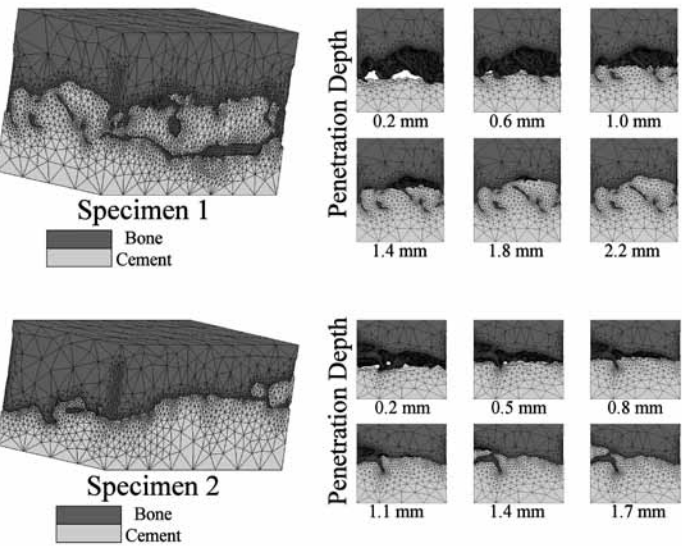 Specimen 1
Bone
Cement
Penetration Depth
0.2 mm
0.6 mm
1.0 mm
1.4 mm
1.8 mm
2.2 mm
Specimen 2
Bone
Cement
Penetration Depth
0.2 mm
0.5 mm
0.8 mm
1.1 mm
1.4 mm
1.7 mm